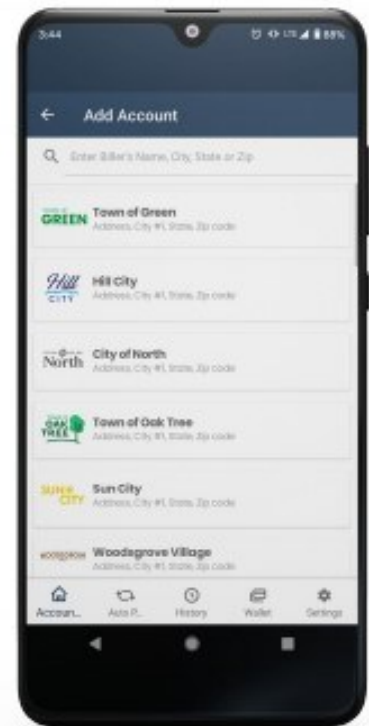 3:44
LTE 88%
Add Account
Enter Biller's Name, City, State or Zip
TOWN OF
GREEN
Town of Green
Address, City #1, State, Zip code
Hill
CITY
Hill City
Address, City #1, State, Zip code
North
City of North
Address, City #1, State, Zip code
OAK
TREE
Town of Oak Tree
Address, City #1, State, Zip code
SUN
CITY
Sun City
Address, City #1, State, Zip code
WOODSGROVE
Woodsgrove Village
Address, City #1, State, Zip code
Accoun... Auto P... History Wallet Settings